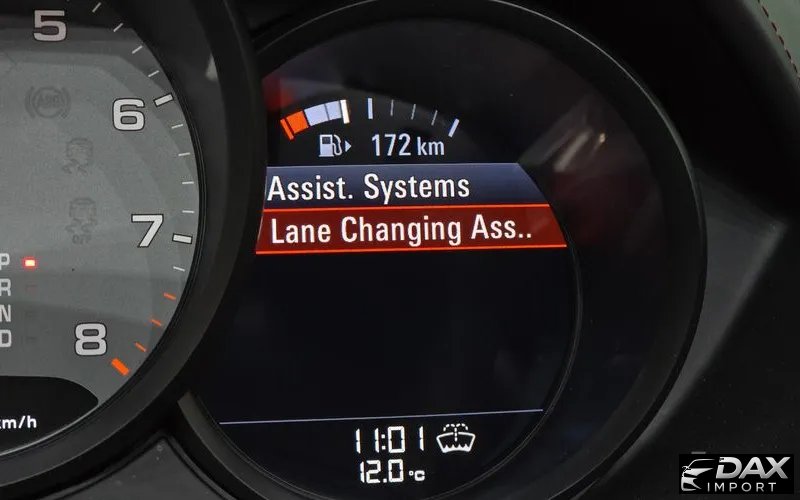 5
6
7
8
P
R
N
D
km/h
172 km
Assist. Systems
Lane Changing Ass..
11:01
12.0 °C
DAX
IMPORT